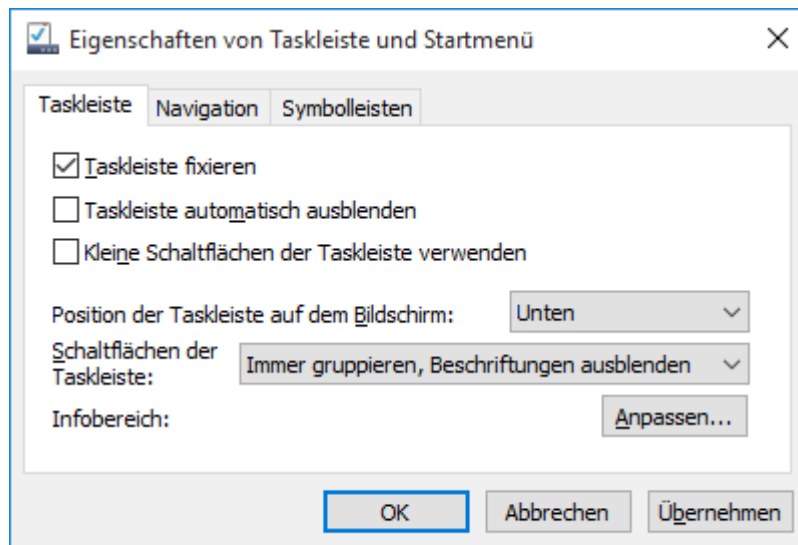 Eigenschaften von Taskleiste und Startmenü
Taskleiste Navigation Symbolleisten
Taskleiste fixieren
Taskleiste automatisch ausblenden
Kleine Schaltflächen der Taskleiste verwenden
Position der Taskleiste auf dem Bildschirm: Unten
Schaltflächen der
Taskleiste: Immer gruppieren, Beschriftungen ausblenden
Infobereich: Anpassen...
OK Abbrechen Übernehmen